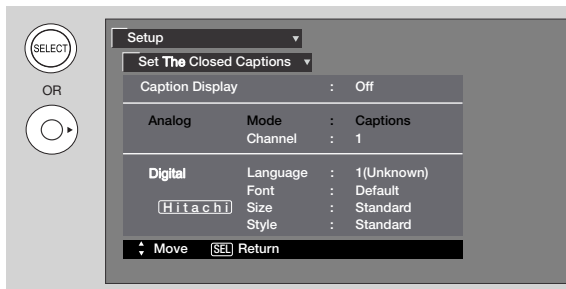 SELECT
OR
Setup
Set The Closed Captions
Caption Display : Off
Analog Mode : Captions
Channel : 1
Digital Language : 1(Unknown)
Font : Default
Hitachi Size : Standard
Style : Standard
Move SEL Return